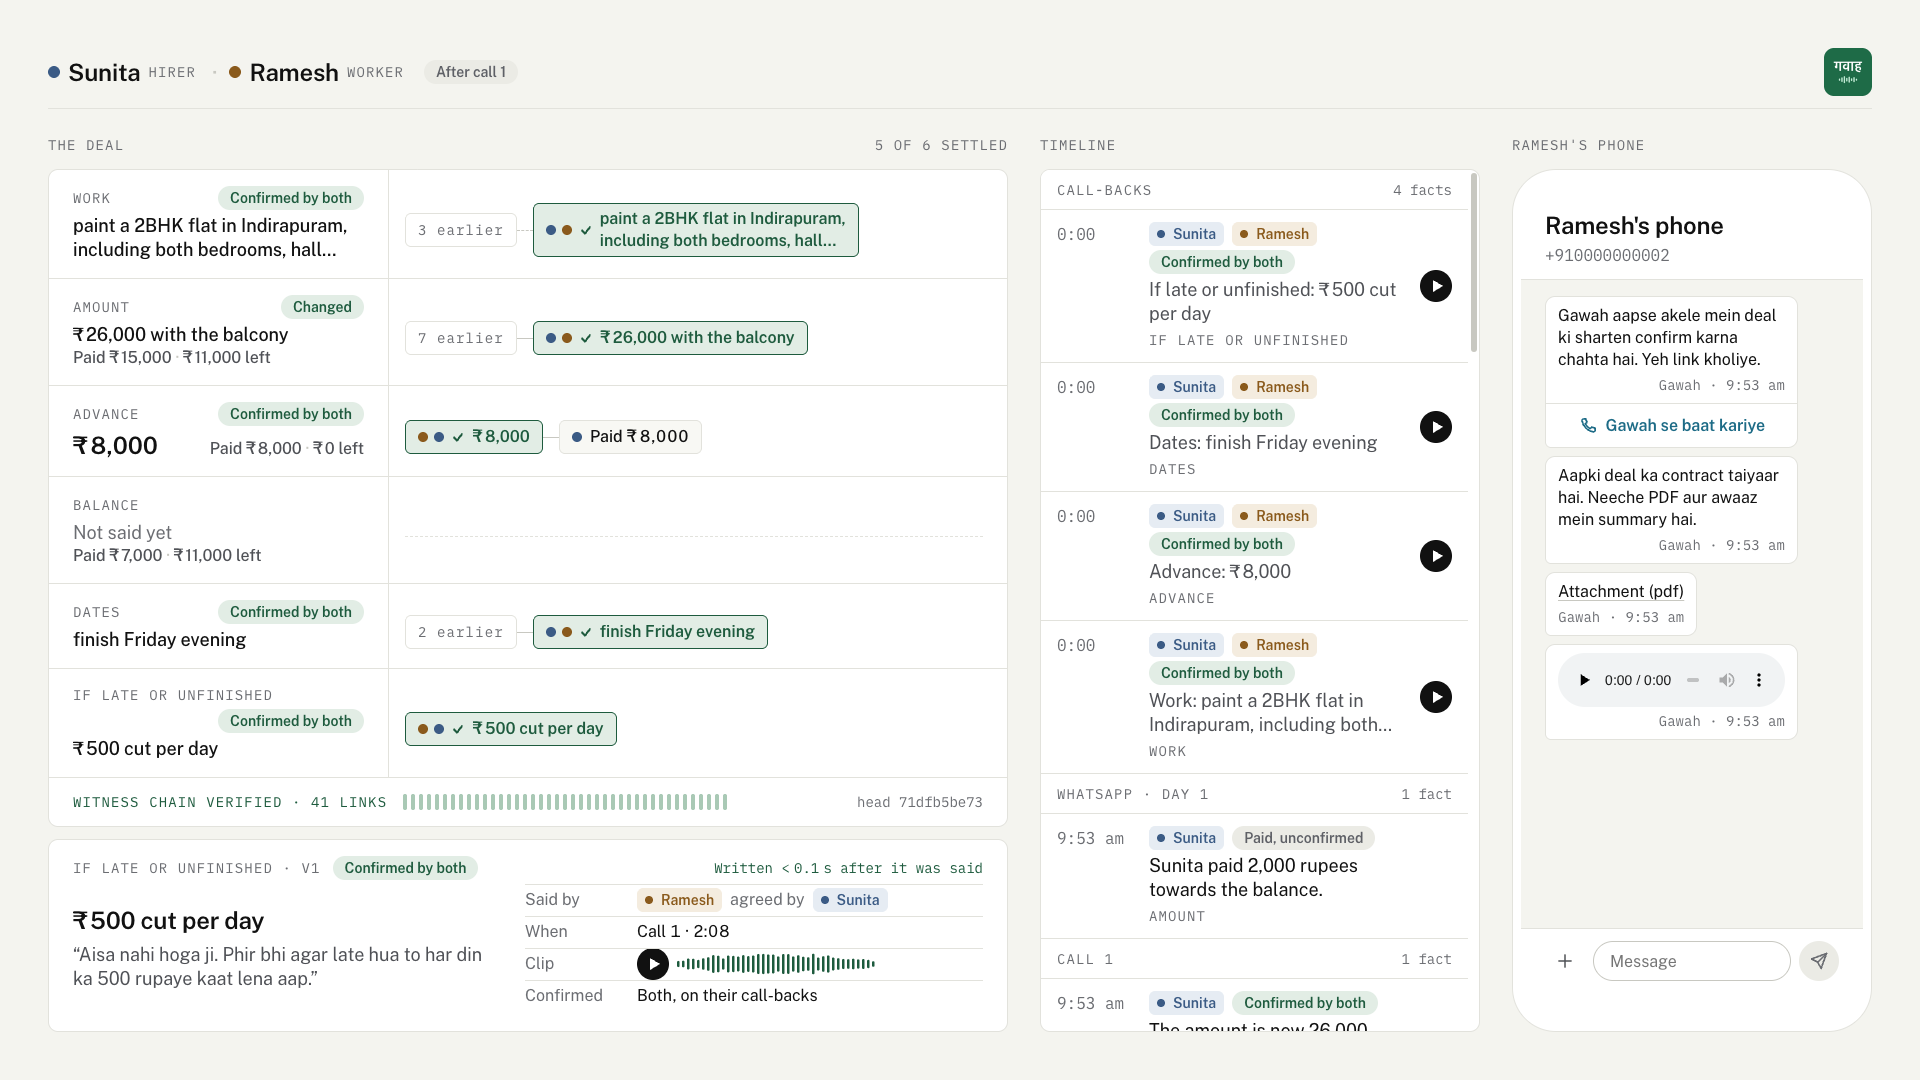 Sunita HIRER · Ramesh WORKER After call 1
गवाह
THE DEAL 5 OF 6 SETTLED
WORK Confirmed by both
paint a 2BHK flat in Indirapuram,
including both bedrooms, hall...
3 earlier
paint a 2BHK flat in Indirapuram,
including both bedrooms, hall...
AMOUNT Changed
₹26,000 with the balcony
Paid ₹15,000 · ₹11,000 left
7 earlier
₹26,000 with the balcony
ADVANCE Confirmed by both
₹8,000 Paid ₹8,000 · ₹0 left
₹8,000
Paid ₹8,000
BALANCE
Not said yet
Paid ₹7,000 · ₹11,000 left
DATES Confirmed by both
finish Friday evening
2 earlier
finish Friday evening
IF LATE OR UNFINISHED
Confirmed by both
₹500 cut per day
₹500 cut per day
WITNESS CHAIN VERIFIED · 41 LINKS head 71dfb5be73
IF LATE OR UNFINISHED · V1 Confirmed by both
₹500 cut per day
“Aisa nahi hoga ji. Phir bhi agar late hua to har din
ka 500 rupaye kaat lena aap.”
Written <0.1 s after it was said
Said by Ramesh agreed by Sunita
When Call 1 · 2:08
Clip
Confirmed Both, on their call-backs
TIMELINE
CALL-BACKS 4 facts
0:00 Sunita Ramesh
Confirmed by both
If late or unfinished: ₹500 cut
per day
IF LATE OR UNFINISHED
0:00 Sunita Ramesh
Confirmed by both
Dates: finish Friday evening
DATES
0:00 Sunita Ramesh
Confirmed by both
Advance: ₹8,000
ADVANCE
0:00 Sunita Ramesh
Confirmed by both
Work: paint a 2BHK flat in
Indirapuram, including both...
WORK
WHATSAPP · DAY 1 1 fact
9:53 am Sunita Paid, unconfirmed
Sunita paid 2,000 rupees
towards the balance.
AMOUNT
CALL 1 1 fact
9:53 am Sunita Confirmed by both
The amount is now 26,000
RAMESH'S PHONE
Ramesh's phone
+910000000002
Gawah aapse akele mein deal
ki sharten confirm karna
chahta hai. Yeh link kholiye.
Gawah · 9:53 am
Gawah se baat kariye
Aapki deal ka contract taiyaar
hai. Neeche PDF aur awaaz
mein summary hai.
Gawah · 9:53 am
Attachment (pdf)
Gawah · 9:53 am
0:00 / 0:00
Gawah · 9:53 am
Message